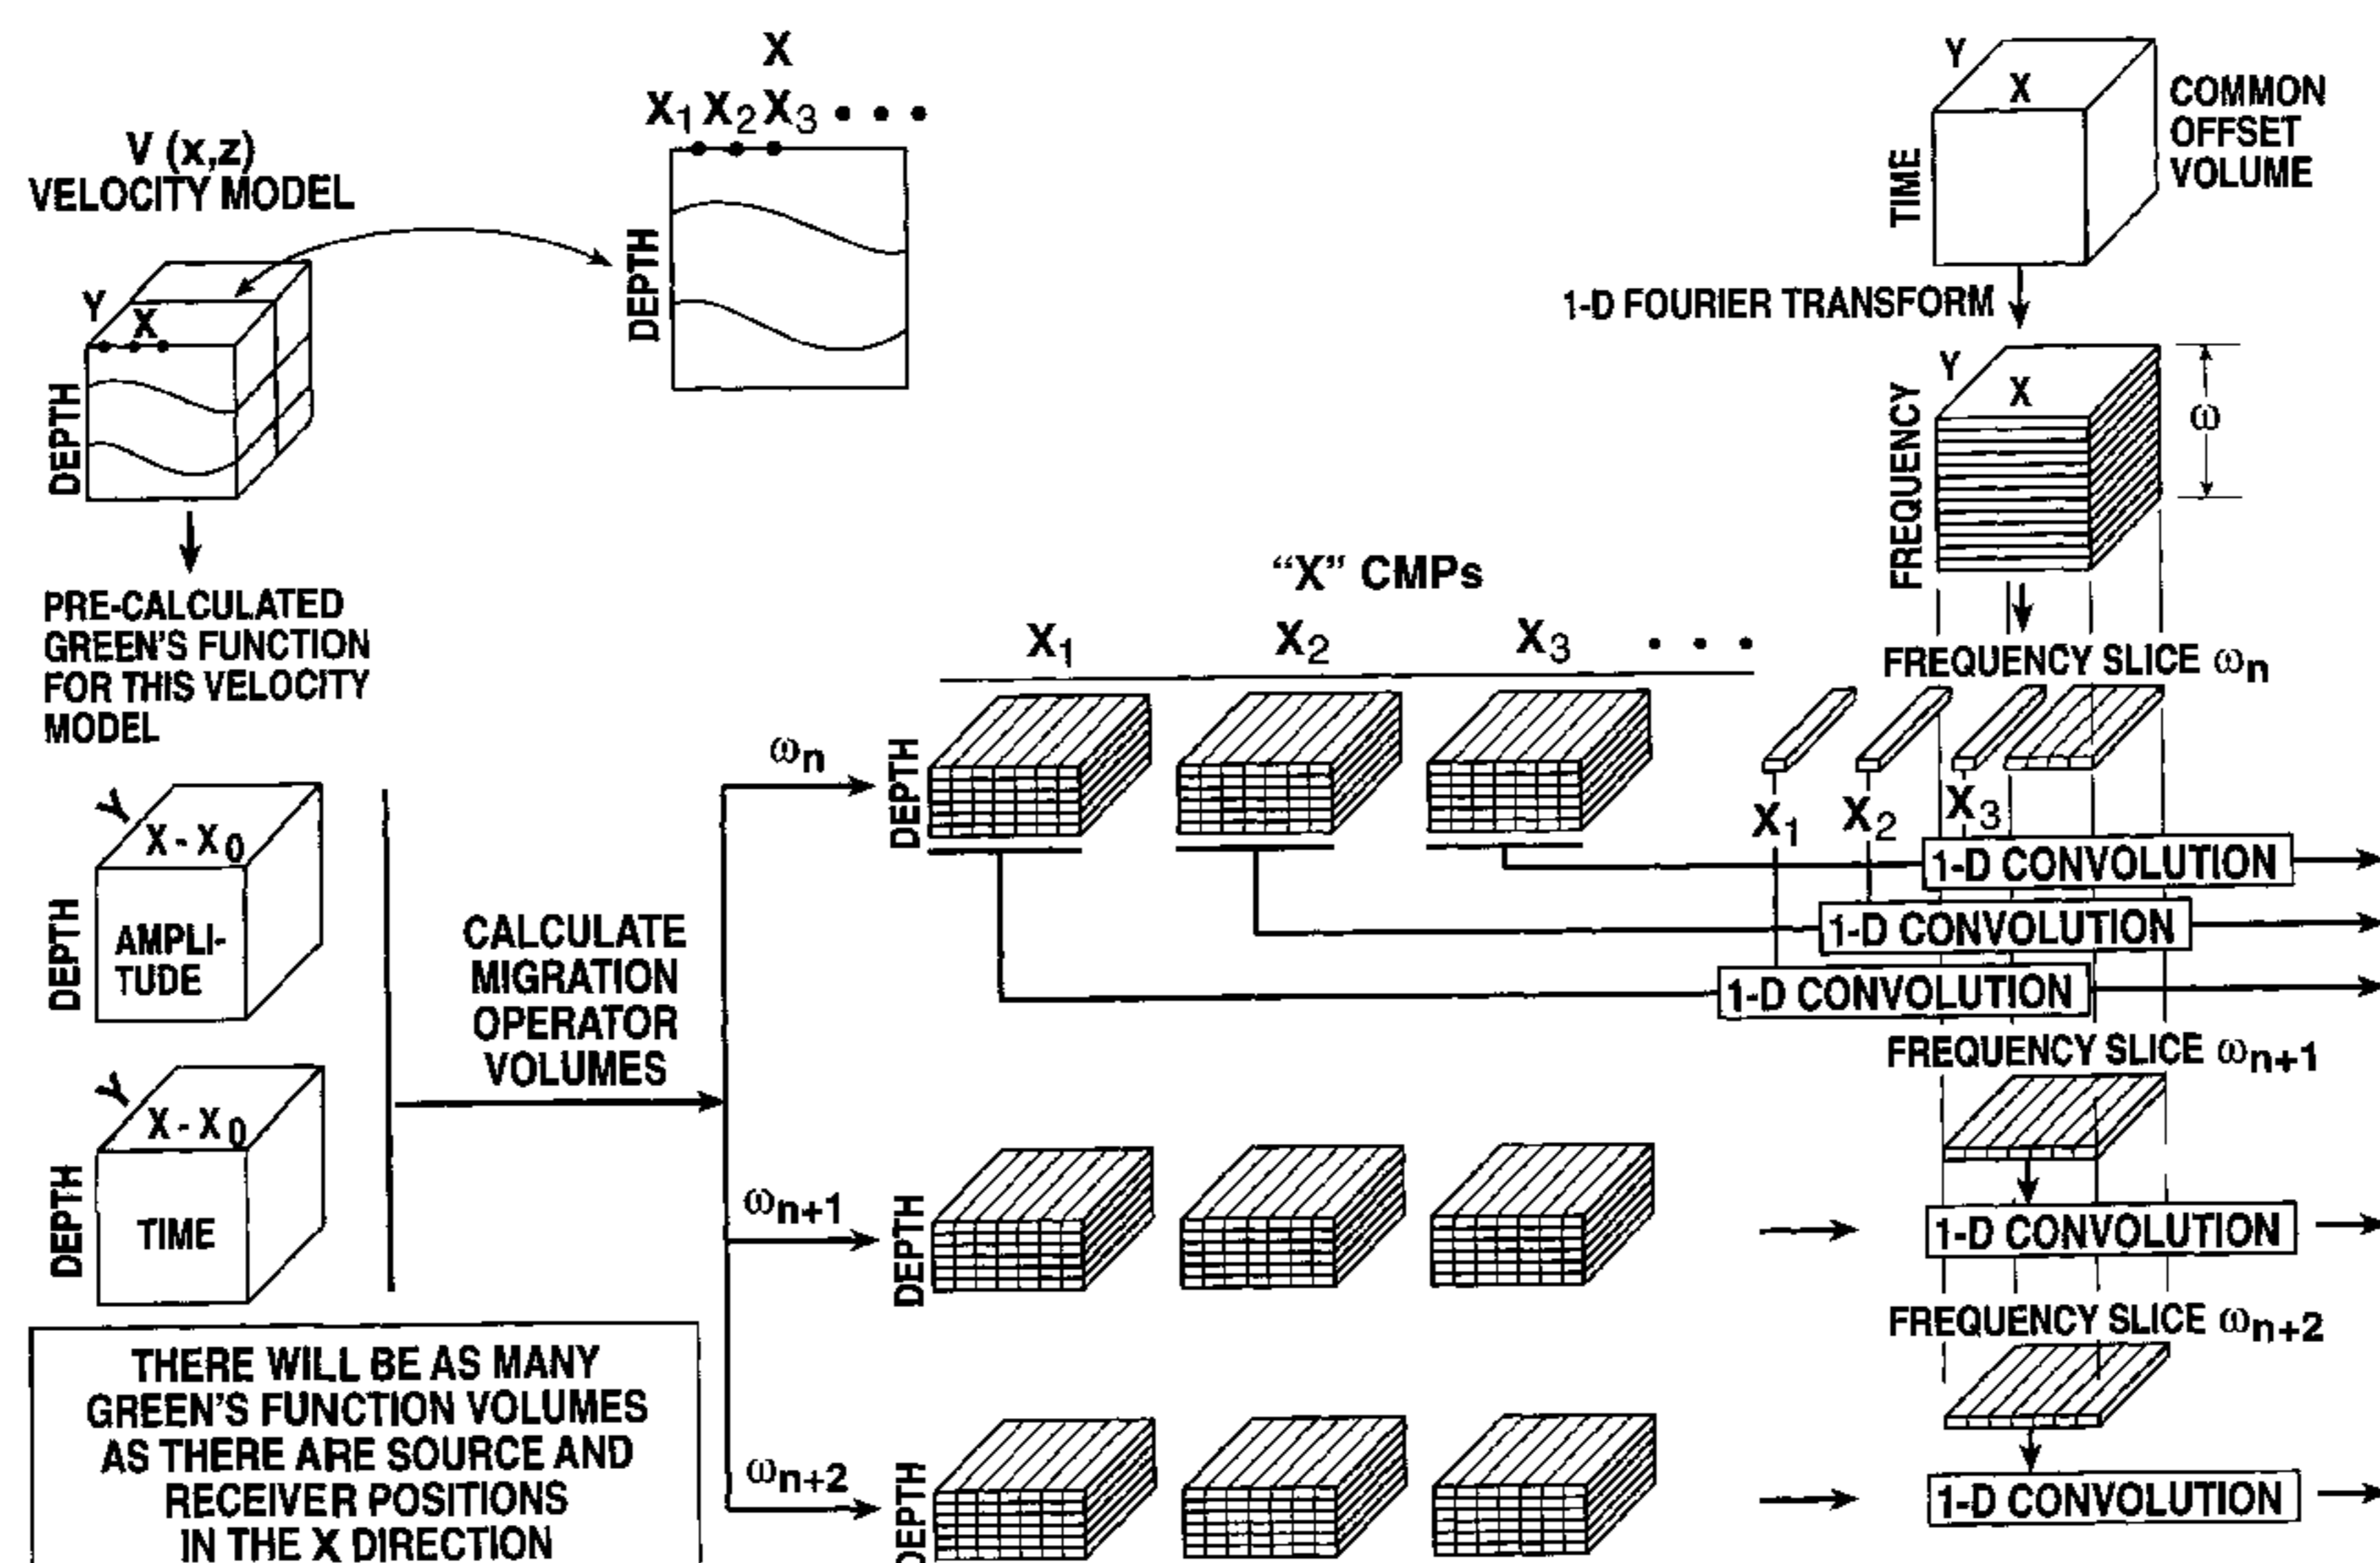 V (x,z)
VELOCITY MODEL
Y
X
DEPTH
X
X1 X2 X3 • • •
DEPTH
PRE-CALCULATED
GREEN'S FUNCTION
FOR THIS VELOCITY
MODEL
Y
X - X0
DEPTH
AMPLI-
TUDE
Y
X - X0
DEPTH
TIME
THERE WILL BE AS MANY
GREEN'S FUNCTION VOLUMES
AS THERE ARE SOURCE AND
RECEIVER POSITIONS
IN THE X DIRECTION
CALCULATE
MIGRATION
OPERATOR
VOLUMES
"X" CMPs
X1 X2 X3 • • •
ωn
DEPTH
ωn+1
DEPTH
ωn+2
DEPTH
Y
X
TIME
COMMON
OFFSET
VOLUME
1-D FOURIER TRANSFORM
Y
X
FREQUENCY
ω
FREQUENCY SLICE ωn
X1 X2 X3
1-D CONVOLUTION
1-D CONVOLUTION
1-D CONVOLUTION
FREQUENCY SLICE ωn+1
1-D CONVOLUTION
FREQUENCY SLICE ωn+2
1-D CONVOLUTION